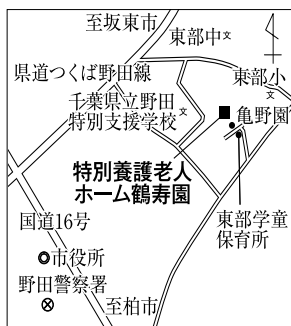 至坂東市
東部中文
県道つくば野田線
東部小
文
千葉県立野田
特別支援学校文
亀野園
特別養護老人
ホーム鶴寿園
東部学童
保育所
国道16号
市役所
野田警察署
至柏市